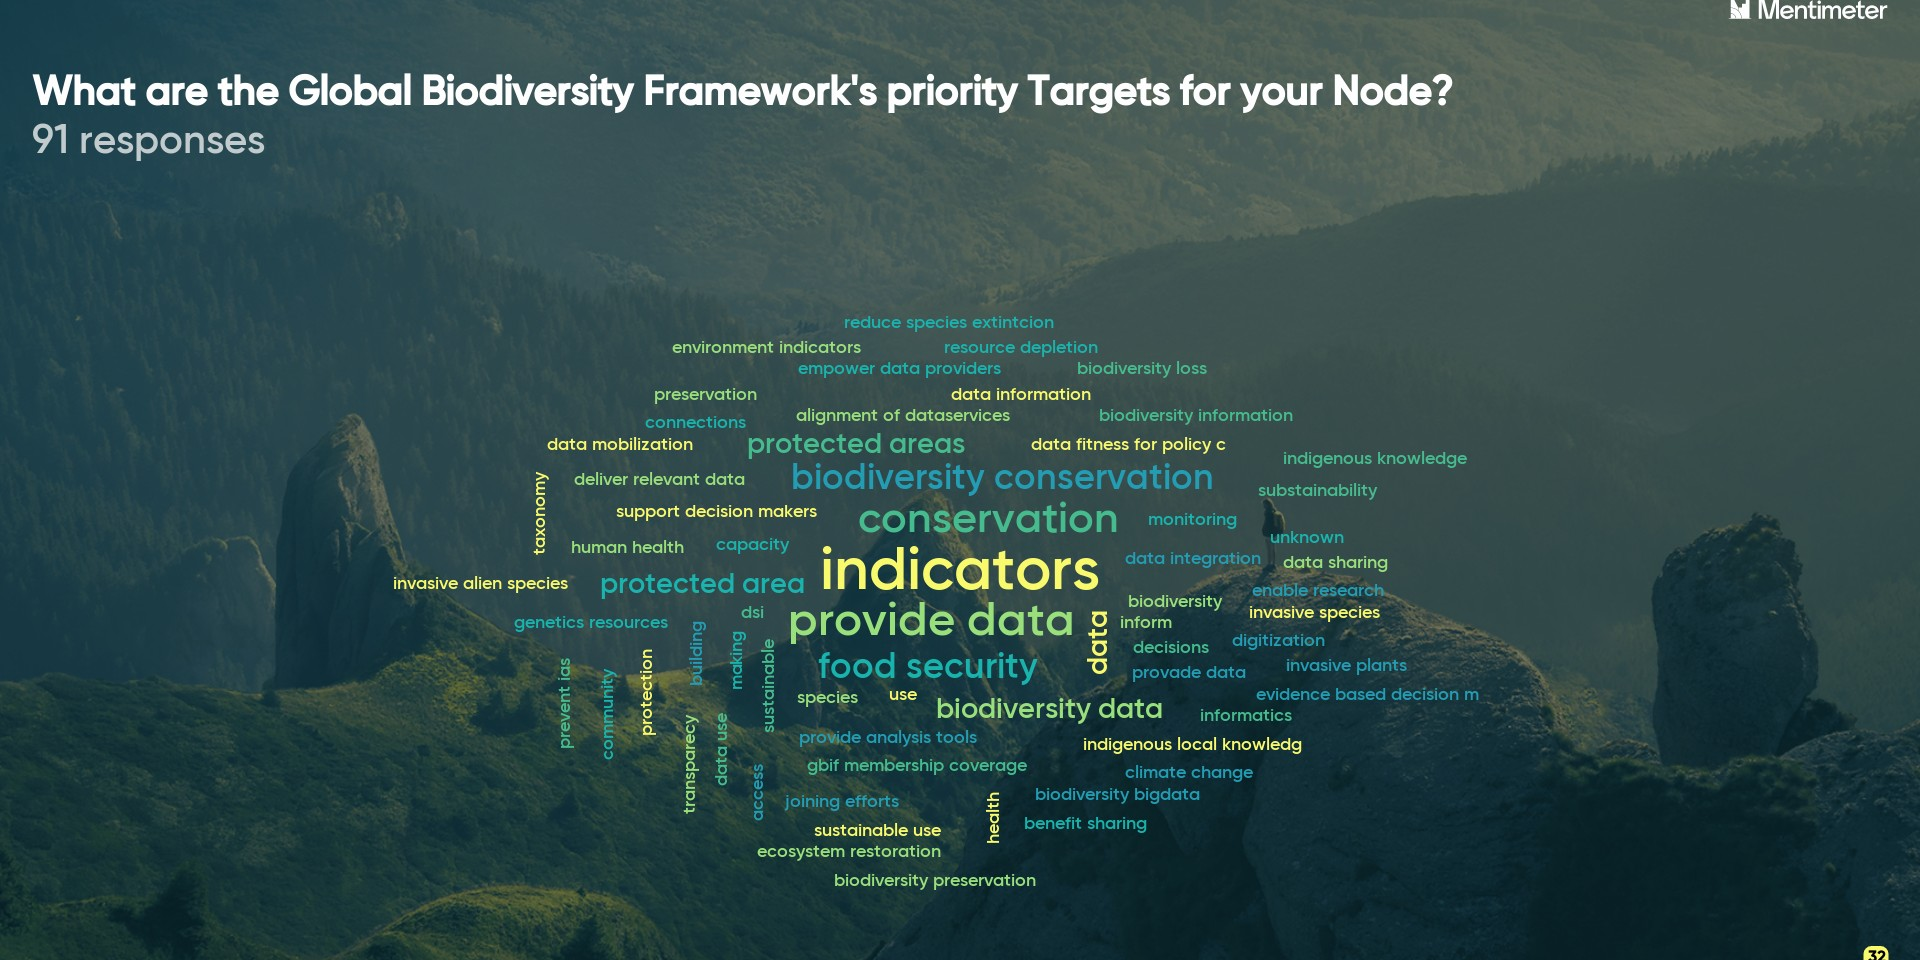 Mentimeter
What are the Global Biodiversity Framework's priority Targets for your Node?
91 responses
reduce species extintcion
environment indicators
resource depletion
empower data providers
biodiversity loss
preservation
data information
alignment of dataservices
biodiversity information
connections
data mobilization
protected areas
data fitness for policy c
indigenous knowledge
biodiversity conservation
deliver relevant data
taxonomy
substainability
support decision makers
conservation
monitoring
unknown
human health
capacity
indicators
data integration
data sharing
invasive alien species
protected area
enable research
biodiversity
dsi
invasive species
genetics resources
provide data
data
inform
building
making
digitization
decisions
sustainable
food security
invasive plants
provade data
prevent ias
community
protection
species
use
evidence based decision m
biodiversity data
informatics
transparecy
data use
provide analysis tools
indigenous local knowledg
gbif membership coverage
climate change
access
joining efforts
biodiversity bigdata
health
benefit sharing
sustainable use
ecosystem restoration
biodiversity preservation
32